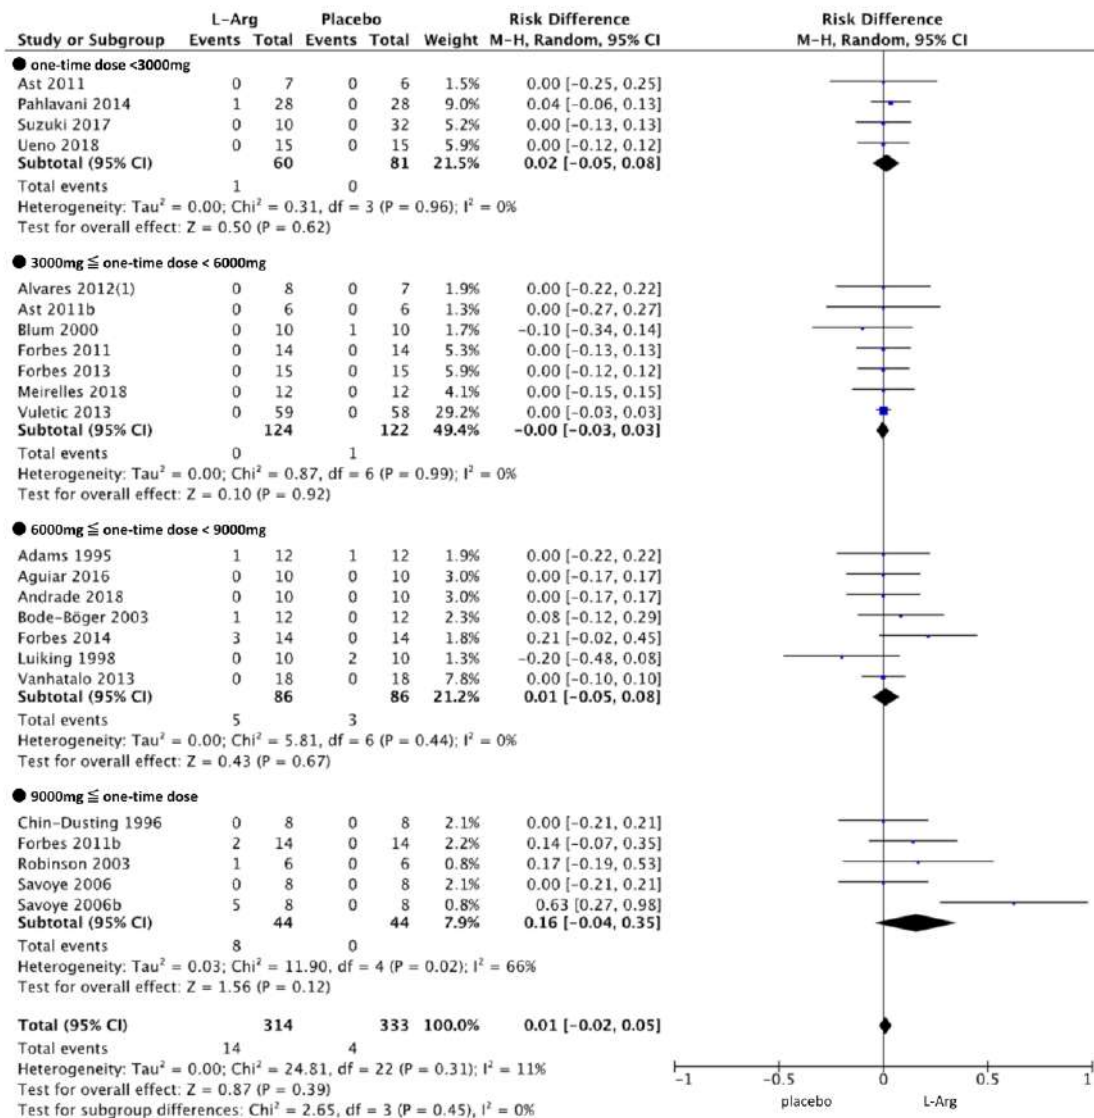 L-Arg Placebo Risk Difference Risk Difference
Study or Subgroup Events Total Events Total Weight M-H, Random, 95% CI M-H, Random, 95% CI
● one-time dose <3000mg
Ast 2011 0 7 0 6 1.5% 0.00 [-0.25, 0.25]
Pahlavani 2014 1 28 0 28 9.0% 0.04 [-0.06, 0.13]
Suzuki 2017 0 10 0 32 5.2% 0.00 [-0.13, 0.13]
Ueno 2018 0 15 0 15 5.9% 0.00 [-0.12, 0.12]
Subtotal (95% CI) 60 81 21.5% 0.02 [-0.05, 0.08]
Total events 1 0
Heterogeneity: Tau² = 0.00; Chi² = 0.31, df = 3 (P = 0.96); I² = 0%
Test for overall effect: Z = 0.50 (P = 0.62)
● 3000mg ≦ one-time dose < 6000mg
Alvares 2012(1) 0 8 0 7 1.9% 0.00 [-0.22, 0.22]
Ast 2011b 0 6 0 6 1.3% 0.00 [-0.27, 0.27]
Blum 2000 0 10 1 10 1.7% -0.10 [-0.34, 0.14]
Forbes 2011 0 14 0 14 5.3% 0.00 [-0.13, 0.13]
Forbes 2013 0 15 0 15 5.9% 0.00 [-0.12, 0.12]
Meirelles 2018 0 12 0 12 4.1% 0.00 [-0.15, 0.15]
Vuletic 2013 0 59 0 58 29.2% 0.00 [-0.03, 0.03]
Subtotal (95% CI) 124 122 49.4% -0.00 [-0.03, 0.03]
Total events 0 1
Heterogeneity: Tau² = 0.00; Chi² = 0.87, df = 6 (P = 0.99); I² = 0%
Test for overall effect: Z = 0.10 (P = 0.92)
● 6000mg ≦ one-time dose < 9000mg
Adams 1995 1 12 1 12 1.9% 0.00 [-0.22, 0.22]
Aguiar 2016 0 10 0 10 3.0% 0.00 [-0.17, 0.17]
Andrade 2018 0 10 0 10 3.0% 0.00 [-0.17, 0.17]
Bode-Böger 2003 1 12 0 12 2.3% 0.08 [-0.12, 0.29]
Forbes 2014 3 14 0 14 1.8% 0.21 [-0.02, 0.45]
Luiking 1998 0 10 2 10 1.3% -0.20 [-0.48, 0.08]
Vanhatalo 2013 0 18 0 18 7.8% 0.00 [-0.10, 0.10]
Subtotal (95% CI) 86 86 21.2% 0.01 [-0.05, 0.08]
Total events 5 3
Heterogeneity: Tau² = 0.00; Chi² = 5.81, df = 6 (P = 0.44); I² = 0%
Test for overall effect: Z = 0.43 (P = 0.67)
● 9000mg ≦ one-time dose
Chin-Dusting 1996 0 8 0 8 2.1% 0.00 [-0.21, 0.21]
Forbes 2011b 2 14 0 14 2.2% 0.14 [-0.07, 0.35]
Robinson 2003 1 6 0 6 0.8% 0.17 [-0.19, 0.53]
Savoye 2006 0 8 0 8 2.1% 0.00 [-0.21, 0.21]
Savoye 2006b 5 8 0 8 0.8% 0.63 [0.27, 0.98]
Subtotal (95% CI) 44 44 7.9% 0.16 [-0.04, 0.35]
Total events 8 0
Heterogeneity: Tau² = 0.03; Chi² = 11.90, df = 4 (P = 0.02); I² = 66%
Test for overall effect: Z = 1.56 (P = 0.12)
Total (95% CI) 314 333 100.0% 0.01 [-0.02, 0.05]
Total events 14 4
Heterogeneity: Tau² = 0.00; Chi² = 24.81, df = 22 (P = 0.31); I² = 11%
Test for overall effect: Z = 0.87 (P = 0.39)
Test for subgroup differences: Chi² = 2.65, df = 3 (P = 0.45), I² = 0%
-1 -0.5 0 0.5 1
placebo L-Arg